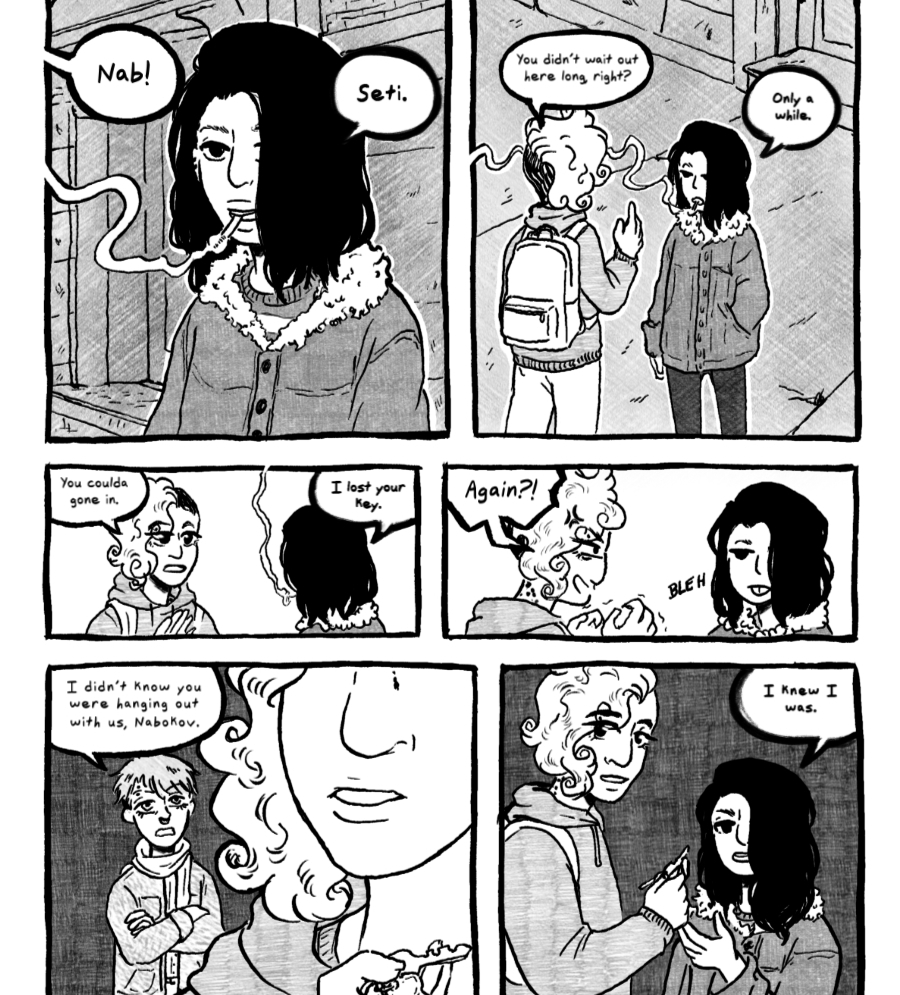 Nab!
Seti.
You didn't wait out
here long, right?
Only a
while.
You coulda
gone in.
I lost your
key.
Again?!
BLEH
I didn't know you
were hanging out
with us, Nabokov.
I knew I
was.